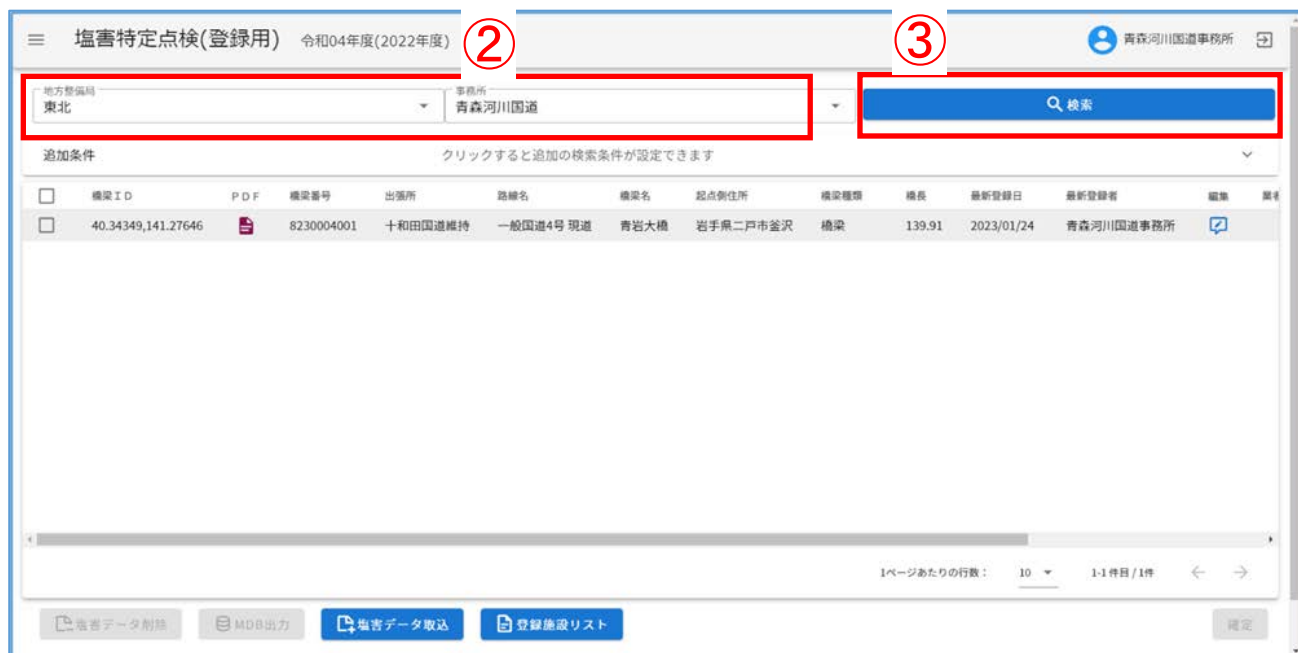 塩害特定点検(登録用) 令和04年度(2022年度) ② ③ 青森河川国道事務所
地方整備局 事務所
東北 青森河川国道 検索
追加条件 クリックすると追加の検索条件が設定できます
橋梁ID PDF 橋梁番号 出張所 路線名 橋梁名 起点側住所 橋梁種類 橋長 最新登録日 最新登録者 編集
40.34349,141.27646 8230004001 十和田国道維持 一般国道4号 現道 青岩大橋 岩手県二戸市釜沢 橋梁 139.91 2023/01/24 青森河川国道事務所
1ページあたりの行数： 10 1-1 件目 / 1件
塩害データ削除 MDB出力 塩害データ取込 登録施設リスト 確定